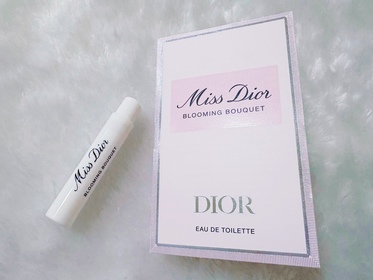 Miss Dior
BLOOMING BOUQUET
Miss Dior
BLOOMING BOUQUET
DIOR
EAU DE TOILETTE